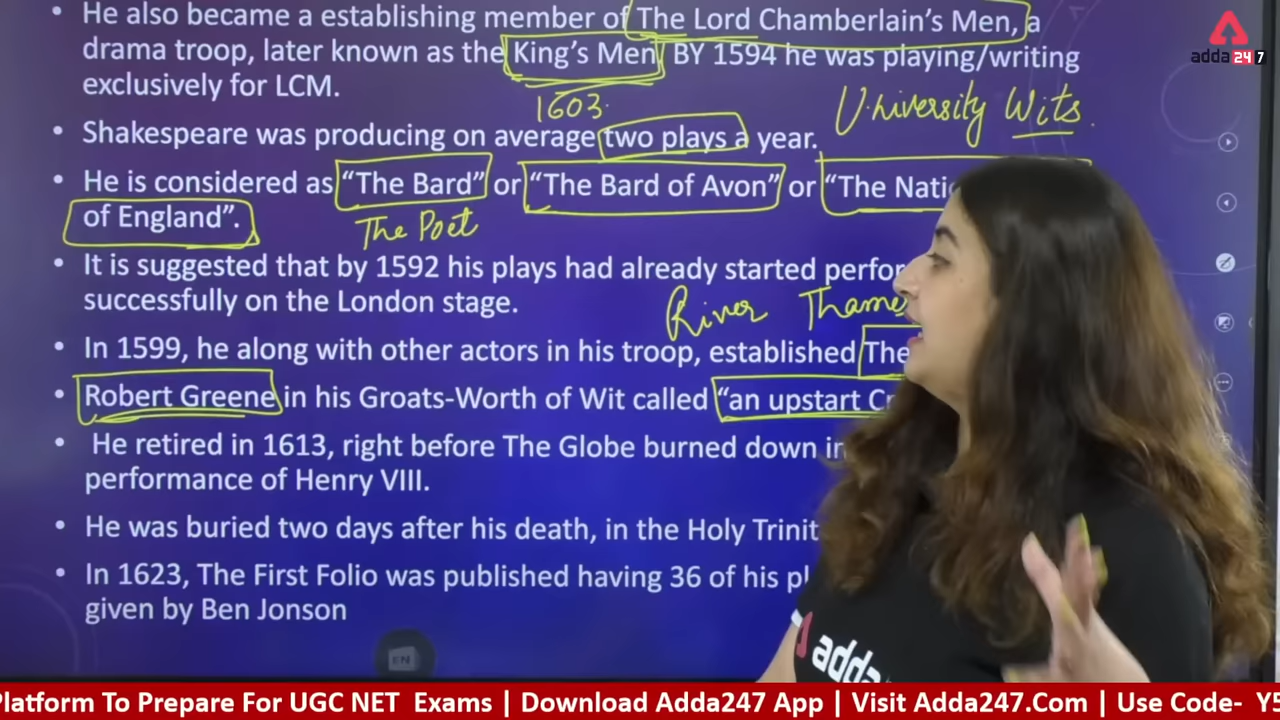 • He also became a establishing member of The Lord Chamberlain's Men, a
drama troop, later known as the King's Men. BY 1594 he was playing/writing
exclusively for LCM.
1603.
University Wits.
• Shakespeare was producing on average two plays a year.
• He is considered as "The Bard" or "The Bard of Avon" or "The
of England".
The Poet
• It is suggested that by 1592 his plays had already started
successfully on the London stage.
River
• In 1599, he along with other actors in his troop, established The
• Robert Greene in his Groats-Worth of Wit called "an upstart
• He retired in 1613, right before The Globe burned down in
performance of Henry VIII.
• He was buried two days after his death, in the Holy
• In 1623, The First Folio was published having 36 of his
given by Ben Jonson
EN
adda247
adda
Platform To Prepare For UGC NET Exams | Download Adda247 App | Visit Adda247.Com | Use Code-